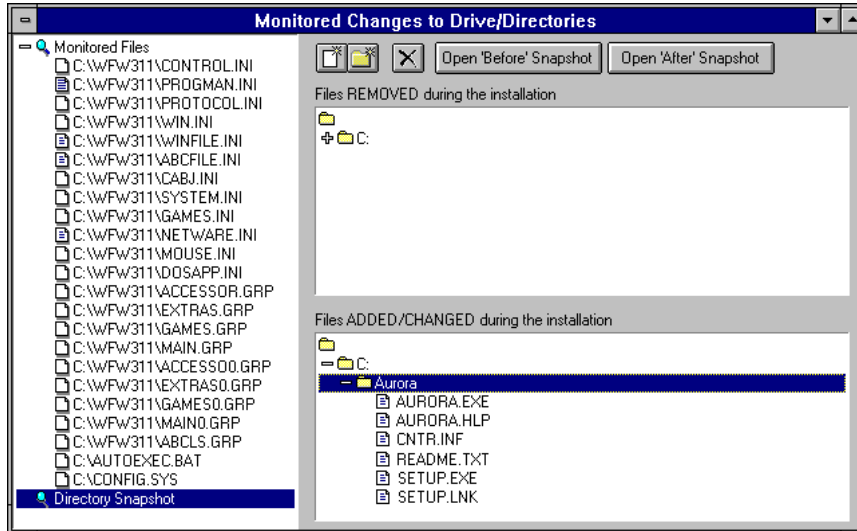 Monitored Changes to Drive/Directories
Monitored Files
C:\WFW311\CONTROL.INI
C:\WFW311\PROGMAN.INI
C:\WFW311\PROTOCOL.INI
C:\WFW311\WIN.INI
C:\WFW311\WINFILE.INI
C:\WFW311\ABCFILE.INI
C:\WFW311\CABJ.INI
C:\WFW311\SYSTEM.INI
C:\WFW311\GAMES.INI
C:\WFW311\NETWARE.INI
C:\WFW311\MOUSE.INI
C:\WFW311\DOSAPP.INI
C:\WFW311\ACCESSOR.GRP
C:\WFW311\EXTRAS.GRP
C:\WFW311\GAMES.GRP
C:\WFW311\MAIN.GRP
C:\WFW311\ACCESSO0.GRP
C:\WFW311\EXTRAS0.GRP
C:\WFW311\GAMES0.GRP
C:\WFW311\MAIN0.GRP
C:\WFW311\ABCLS.GRP
C:\AUTOEXEC.BAT
C:\CONFIG.SYS
Directory Snapshot
Open 'Before' Snapshot
Open 'After' Snapshot
Files REMOVED during the installation
C:
Files ADDED/CHANGED during the installation
C:
Aurora
AURORA.EXE
AURORA.HLP
CNTR.INF
README.TXT
SETUP.EXE
SETUP.LNK